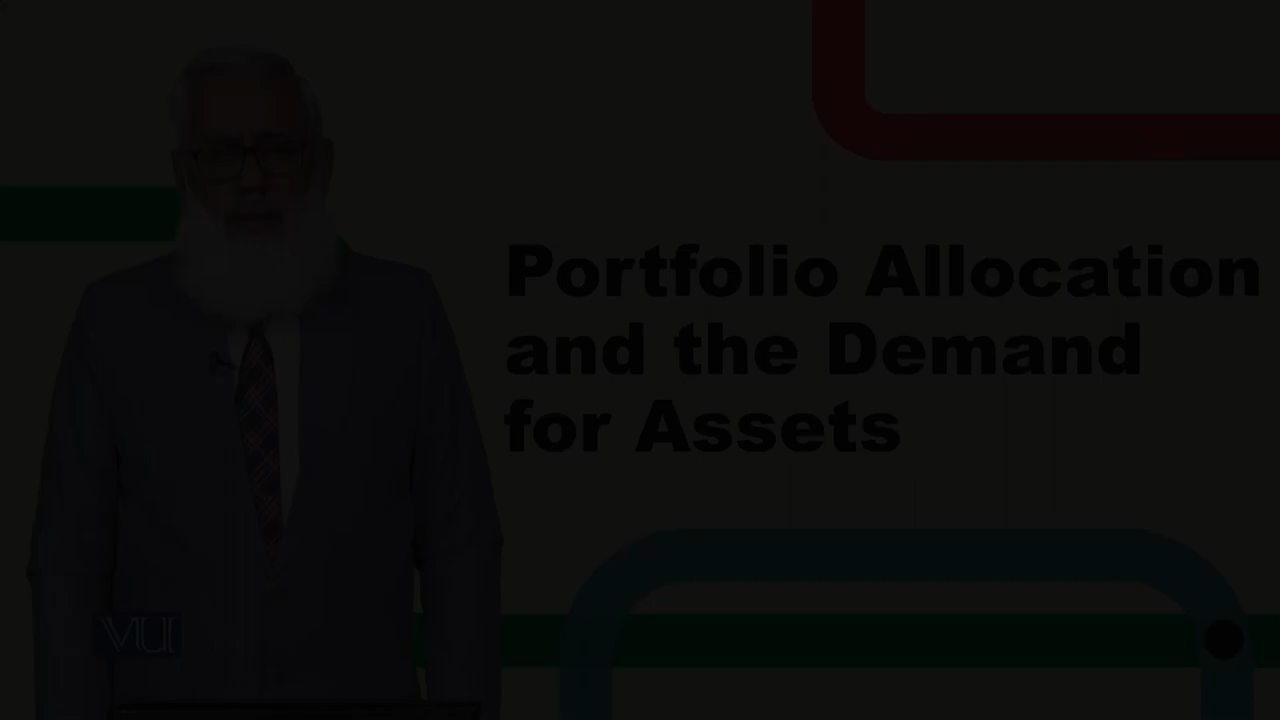 Portfolio Allocation
and the Demand
for Assets
VU